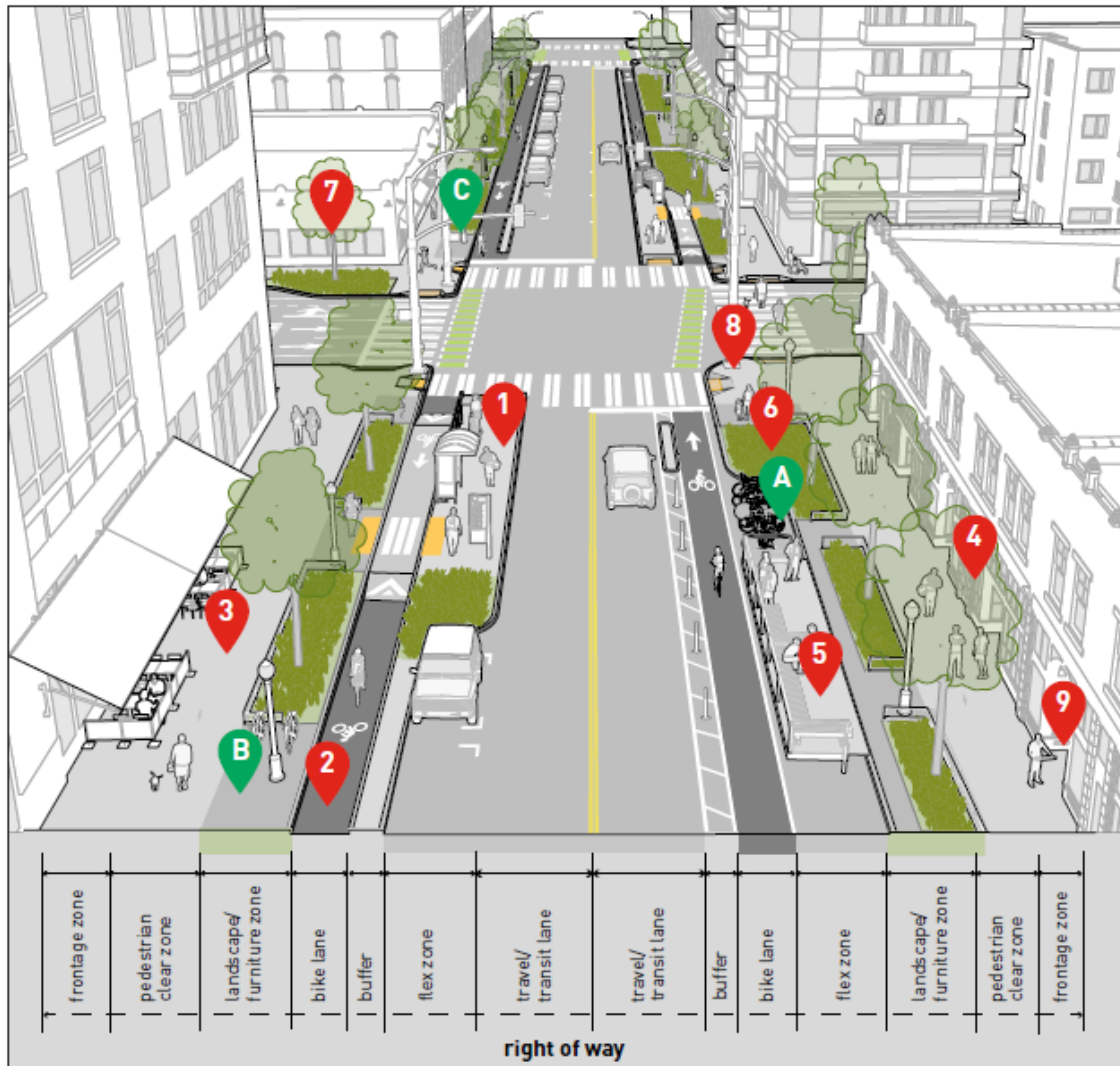 7
C
8
1
6
A
4
3
5
9
B
2
frontage zone
pedestrian
clear zone
landscape/
furniture zone
bike lane
buffer
flex zone
travel/
transit lane
travel/
transit lane
buffer
bike lane
flex zone
landscape/
furniture zone
pedestrian
clear zone
frontage zone
right of way